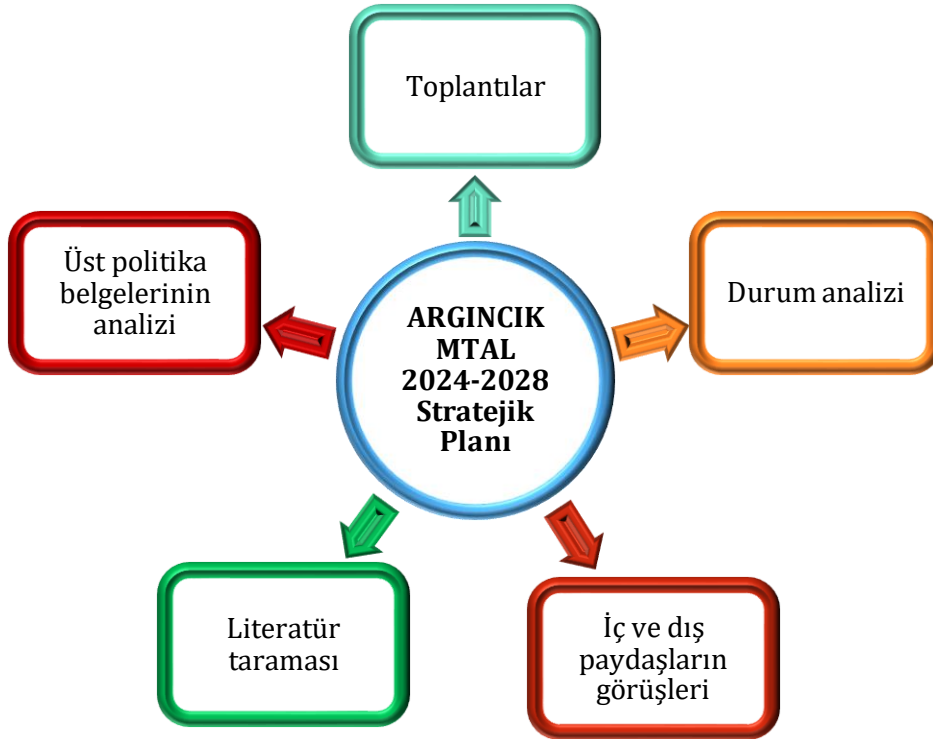 Toplantılar
Üst politika
belgelerinin
analizi
Durum analizi
ARGINCIK
MTAL
2024-2028
Stratejik
Planı
Literatür
taraması
İç ve dış
paydaşların
görüşleri